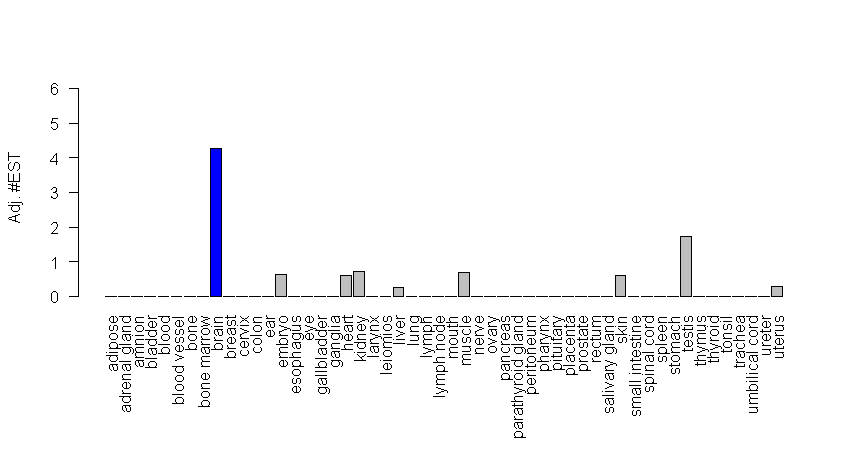 6
5
4
3
2
1
0
Adj. #EST
adipose
adrenal gland
amnion
bladder
blood
blood vessel
bone
bone marrow
brain
breast
cervix
colon
ear
embryo
esophagus
eye
gallbladder
ganglia
heart
kidney
larynx
leiomios
liver
lung
lymph
lymph node
mouth
muscle
nerve
ovary
pancreas
parathyroid gland
peritoneum
pharynx
pituitary
placenta
prostate
rectum
salivary gland
skin
small intestine
spinal cord
spleen
stomach
testis
thymus
thyroid
tonsil
trachea
umbilical cord
ureter
uterus